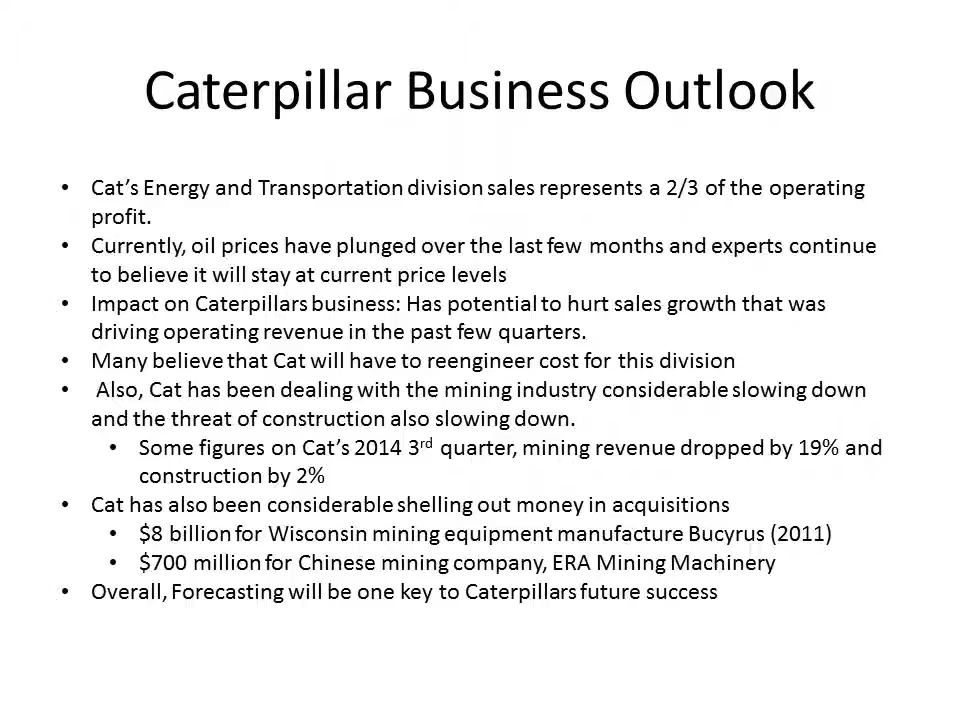 Caterpillar Business Outlook
• Cat’s Energy and Transportation division sales represents a 2/3 of the operating
profit.
• Currently, oil prices have plunged over the last few months and experts continue
to believe it will stay at current price levels
• Impact on Caterpillars business: Has potential to hurt sales growth that was
driving operating revenue in the past few quarters.
• Many believe that Cat will have to reengineer cost for this division
• Also, Cat has been dealing with the mining industry considerable slowing down
and the threat of construction also slowing down.
• Some figures on Cat’s 2014 3rd quarter, mining revenue dropped by 19% and
construction by 2%
• Cat has also been considerable shelling out money in acquisitions
• $8 billion for Wisconsin mining equipment manufacture Bucyrus (2011)
• $700 million for Chinese mining company, ERA Mining Machinery
• Overall, Forecasting will be one key to Caterpillars future success